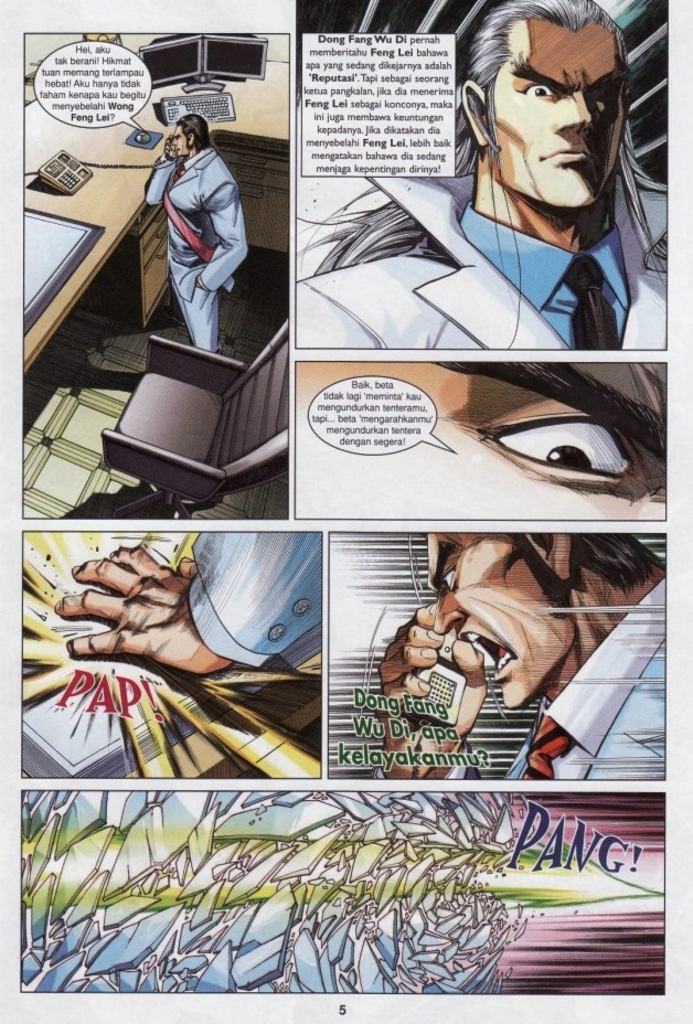 Hei, aku
tak berani! Hikmat
tuan memang terlampau
hebat! Aku tidak
faham kenapa kau begitu
menyebelahi Wong
Feng Lei?
Dong Fang Wu Di pernah
memberitahu Feng Lei bahawa
apa yang sedang dikejarnya adalah
'Reputasi'. Tapi sebagai seorang
ketua pangkalan, jika dia menerima
Feng Lei sebagai konconya, maka
ini juga membawa keuntungan
kepadanya. Jika dikatakan dia
menyebelahi Feng Lei, lebih baik
mengatakan bahawa dia sedang
menjaga kepentingan dirinya!
Baik, beta
tidak lagi 'meminta' kau
mengundurkan tenteramu,
tapi... beta 'mengarahkanmu'
mengundurkan tentera
dengan segera!
PAP!
Dong Fang
Wu Di, apa
kelayakanmu?
PANG!
5